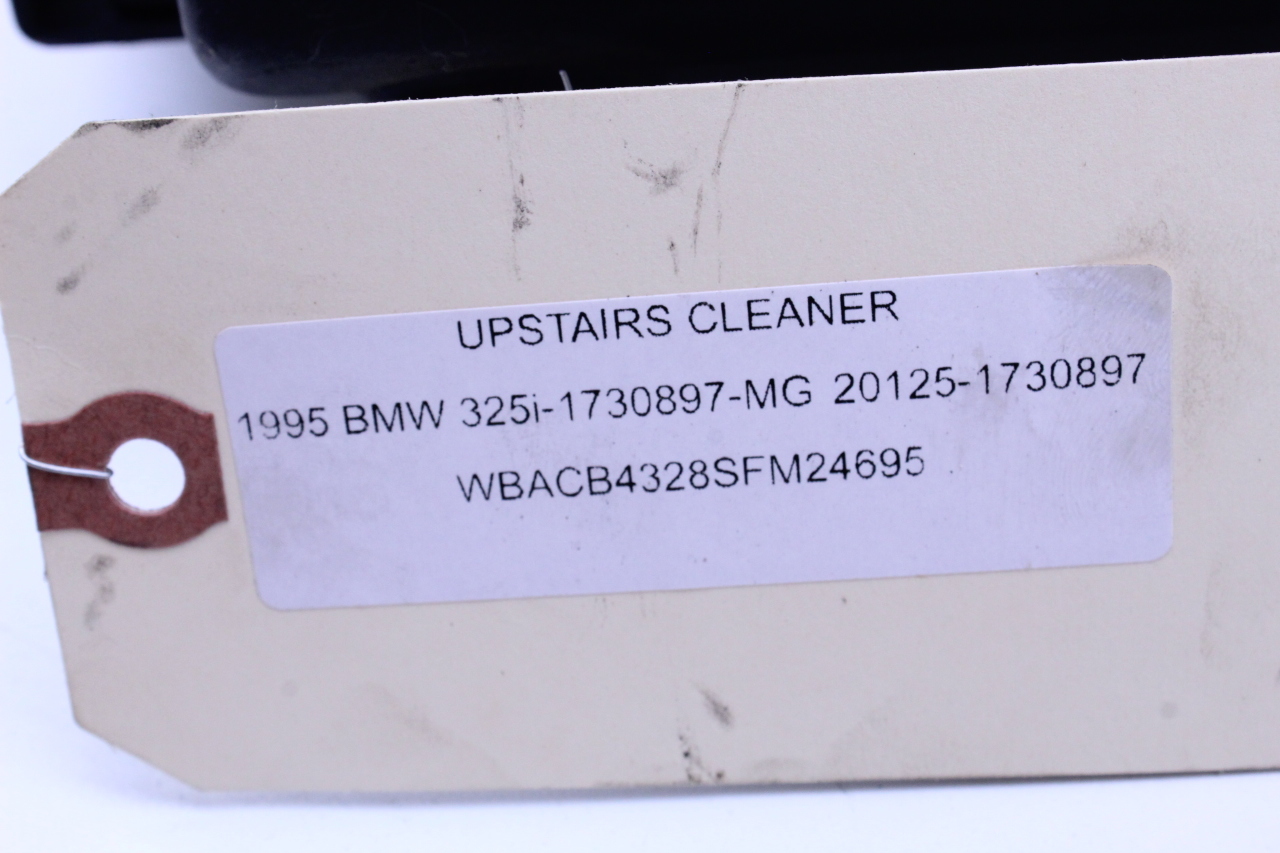 UPSTAIRS CLEANER
1995 BMW 325i-1730897-MG 20125-1730897
WBACB4328SFM24695